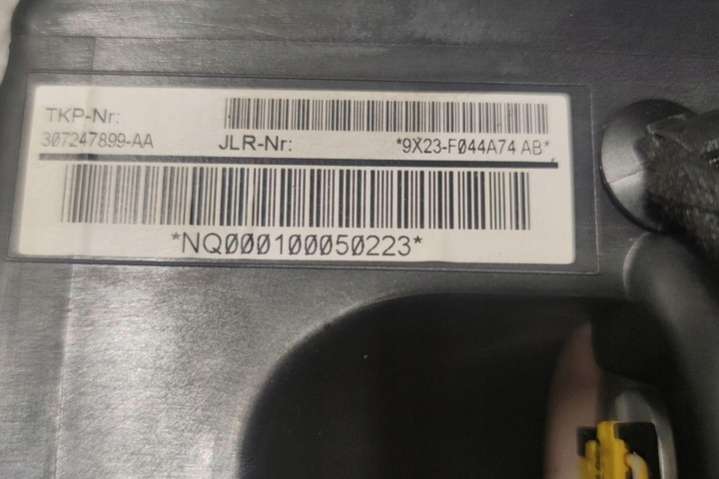 TKP-Nr:
307247899-AA JLR-Nr: *9X23-F044A74 AB*
*NQ000100050223*